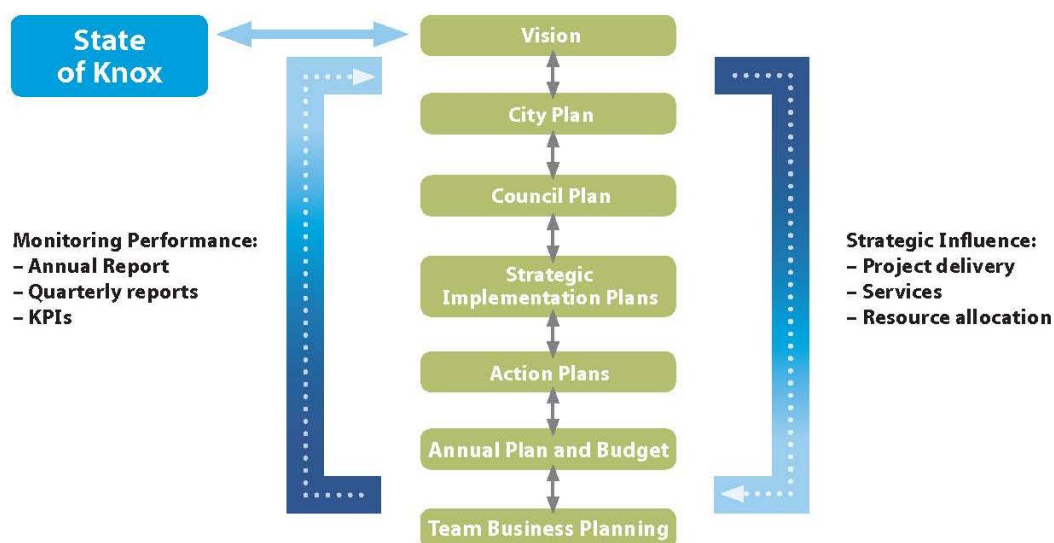 State
of Knox
Vision
City Plan
Council Plan
Monitoring Performance:
– Annual Report
– Quarterly reports
– KPIs
Strategic
Implementation Plans
Strategic Influence:
– Project delivery
– Services
– Resource allocation
Action Plans
Annual Plan and Budget
Team Business Planning